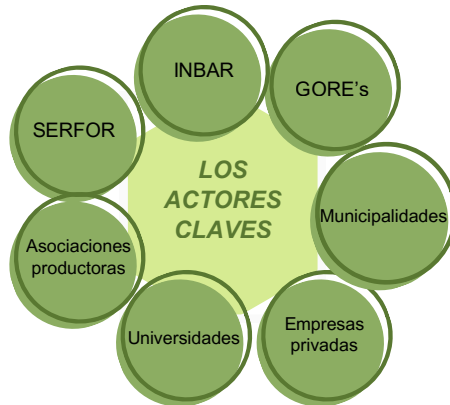 INBAR
GORE's
SERFOR
LOS
ACTORES
CLAVES
Municipalidades
Asociaciones
productoras
Universidades
Empresas
privadas